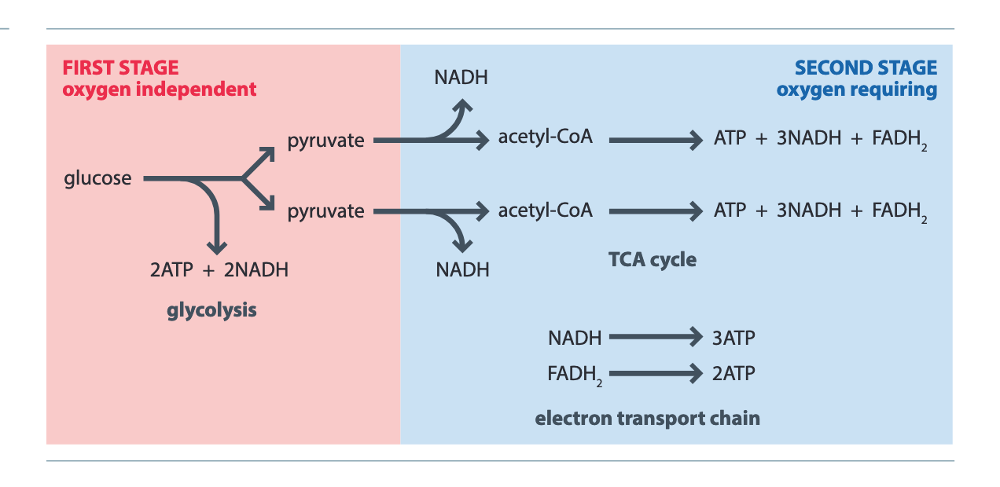 FIRST STAGE
oxygen independent
SECOND STAGE
oxygen requiring
NADH
pyruvate
acetyl-CoA
ATP + 3NADH + FADH₂
glucose
pyruvate
acetyl-CoA
ATP + 3NADH + FADH₂
2ATP + 2NADH
NADH
TCA cycle
glycolysis
NADH
3ATP
FADH₂
2ATP
electron transport chain